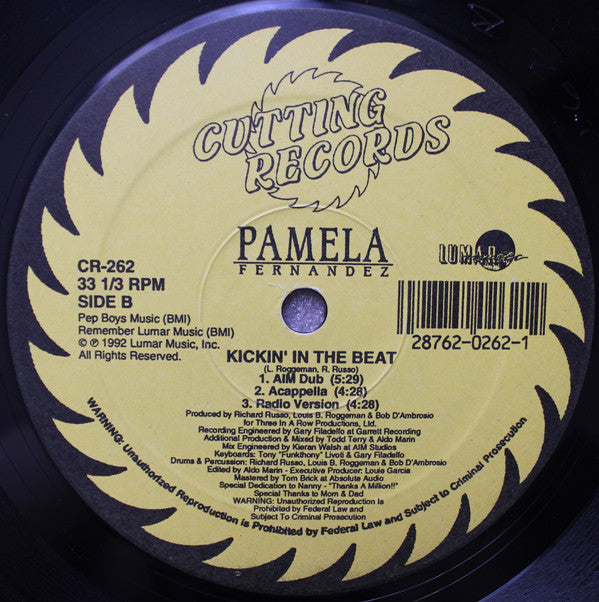 CUTTING
RECORDS
PAMELA
FERNANDEZ
LUMAR
CR-262
33 1/3 RPM
SIDE B
Pep Boys Music (BMI)
Remember Lumar Music (BMI)
© ℗ 1992 Lumar Music, Inc.
All Rights Reserved.
28762-0262-1
KICKIN' IN THE BEAT
(L. Roggeman, R. Russo)
1. AIM Dub (5:29)
2. Acappella (4:28)
3. Radio Version (4:28)
Produced by Richard Russo, Louis B. Roggeman & Bob D'Ambrosio
for Three In A Row Productions, Ltd.
Recording Engineered by Gary Filadelfo at Garrett Recording
Additional Production & Mixed by Todd Terry & Aldo Marin
Mix Engineered by Kieran Walsh at AIM Studios
Keyboards: Tony "Funkthony" Livoti & Gary Filadelfo
Drums & Percussion: Richard Russo, Louis B. Roggeman & Bob D'Ambrosio
Edited by Aldo Marin - Executive Producer: Louie Garcia
Mastered by Tom Brick at Absolute Audio
Special Dedication to Nanny - "Thanks A Million!!"
Special Thanks to Mom & Dad
WARNING: Unauthorized Reproduction Is
Prohibited by Federal Law and
Subject To Criminal Prosecution
WARNING: Unauthorized Reproduction is Prohibited by Federal Law and Subject to Criminal Prosecution